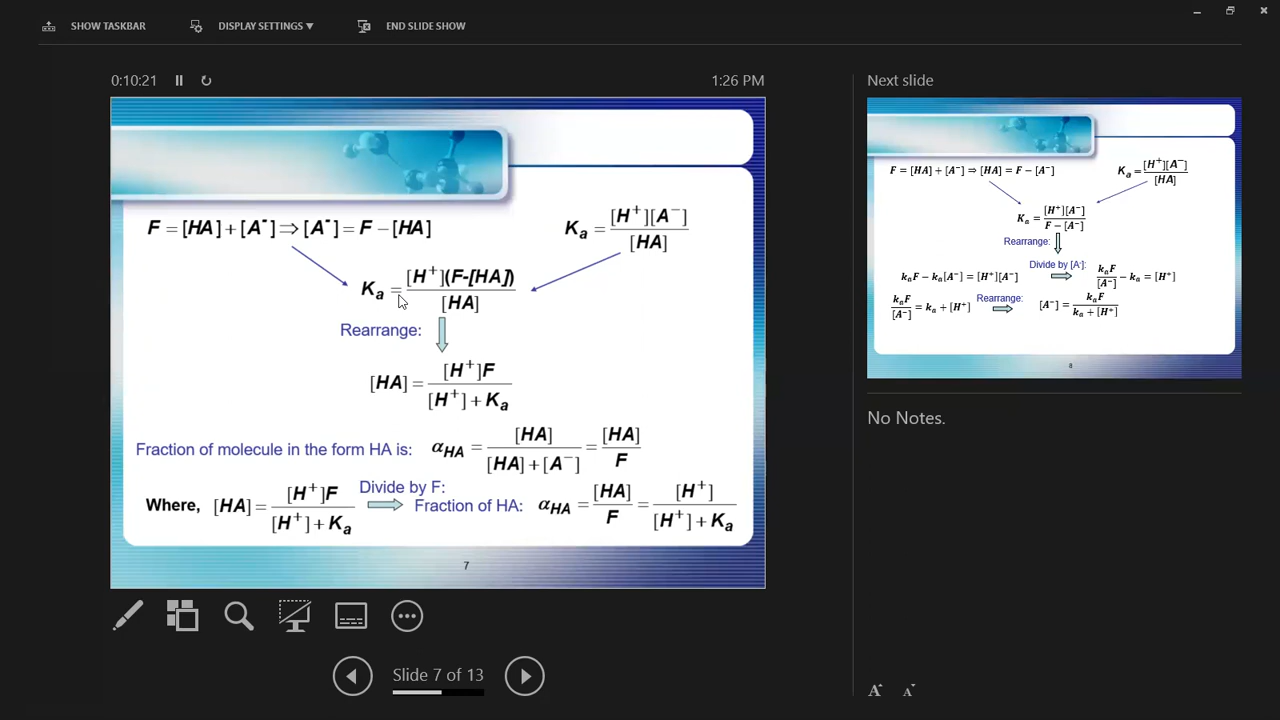 SHOW TASKBAR DISPLAY SETTINGS ▼ END SLIDE SHOW
0:10:21 1:26 PM
F = [HA] + [A⁻] ⇒ [A⁻] = F − [HA]
Kₐ = [H⁺][A⁻] / [HA]
Kₐ = [H⁺](F-[HA]) / [HA]
Rearrange:
[HA] = [H⁺]F / [H⁺] + Kₐ
Fraction of molecule in the form HA is: α_HA = [HA] / [HA] + [A⁻] = [HA] / F
Where, [HA] = [H⁺]F / [H⁺] + Kₐ
Divide by F:
Fraction of HA: α_HA = [HA] / F = [H⁺] / [H⁺] + Kₐ
7
Slide 7 of 13
Next slide
F = [HA] + [A⁻] ⇒ [HA] = F − [A⁻]
Kₐ = [H⁺][A⁻] / [HA]
Kₐ = [H⁺][A⁻] / F − [A⁻]
Rearrange:
Divide by [A⁻]:
kₐF − kₐ[A⁻] = [H⁺][A⁻]
kₐF / [A⁻] − kₐ = [H⁺]
kₐF / [A⁻] = kₐ + [H⁺]
Rearrange:
[A⁻] = kₐF / kₐ + [H⁺]
8
No Notes.
A A